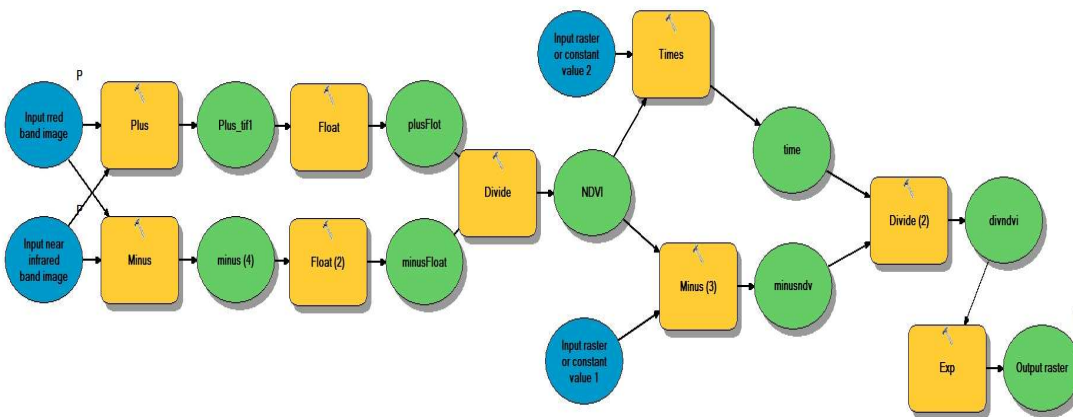 P
Input rred
band image
Plus
Plus_tif1
Float
plusFlot
P
Input near
infrared
band image
Minus
minus (4)
Float (2)
minusFloat
Divide
NDVI
Input raster
or constant
value 2
Times
time
Minus (3)
minusndv
Input raster
or constant
value 1
Divide (2)
divndvi
Exp
Output raster